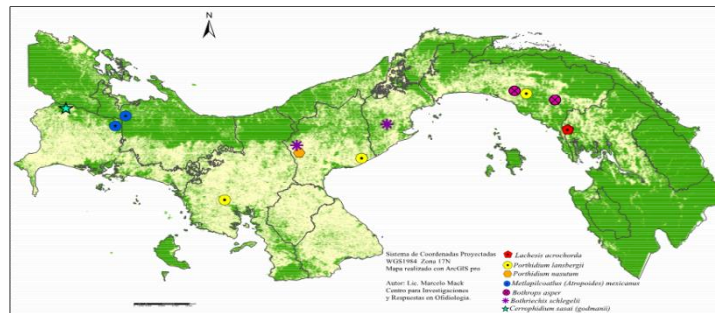 N
Sistema de Coordenadas Proyectadas
WGS1984 Zona 17N
Mapa realizado con ArcGIS pro
Autor: Lic. Marcelo Mack
Centro para Investigaciones
y Respuestas en Ofidiología.
Lachesis acrochorda
Porthidium lansbergii
Porthidium nasutum
Metlapilcoatlus (Atropoides) mexicanus
Bothrops asper
Bothriechis schlegelii
Cerrophidium sasai (godmanii)